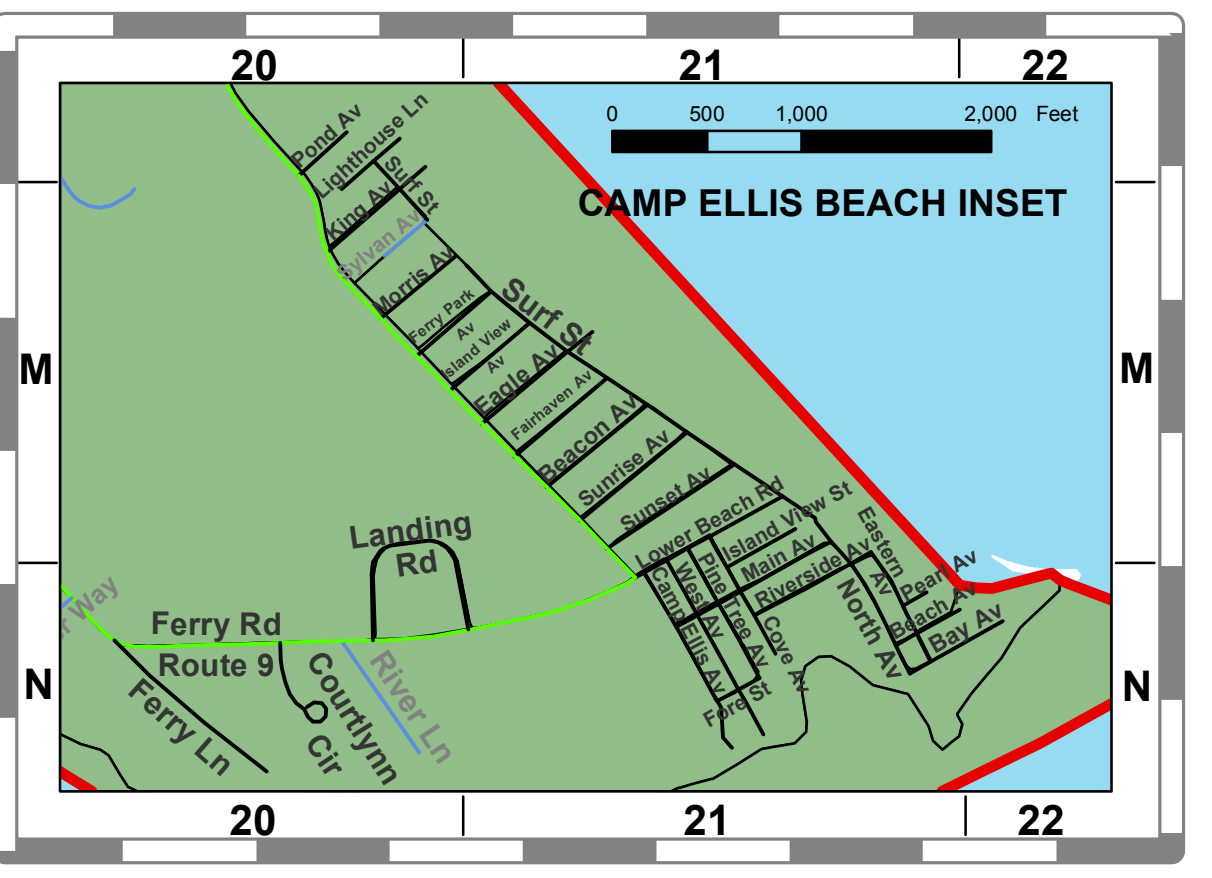 20 21 22
0 500 1,000 2,000 Feet
CAMP ELLIS BEACH INSET
Pond Av
Lighthouse Ln
Surf St
King Av
Sylvan Av
Morris Av
Ferry Park
Av
Island View
Av
Surf St
Eagle Av
Fairhaven Av
Beacon Av
Sunrise Av
Sunset Av
M
M
Lower Beach Rd
Island View St
Main Av
Riverside Av
Eastern
Av
Pearl Av
Beach Av
Bay Av
North Av
Camp
Ellis Av
West Av
Pine
Tree Av
Cove Av
Fore St
Landing
Rd
Way
Ferry Rd
Route 9
Ferry Ln
Courtlynn
Cir
River Ln
N
N
20 21 22